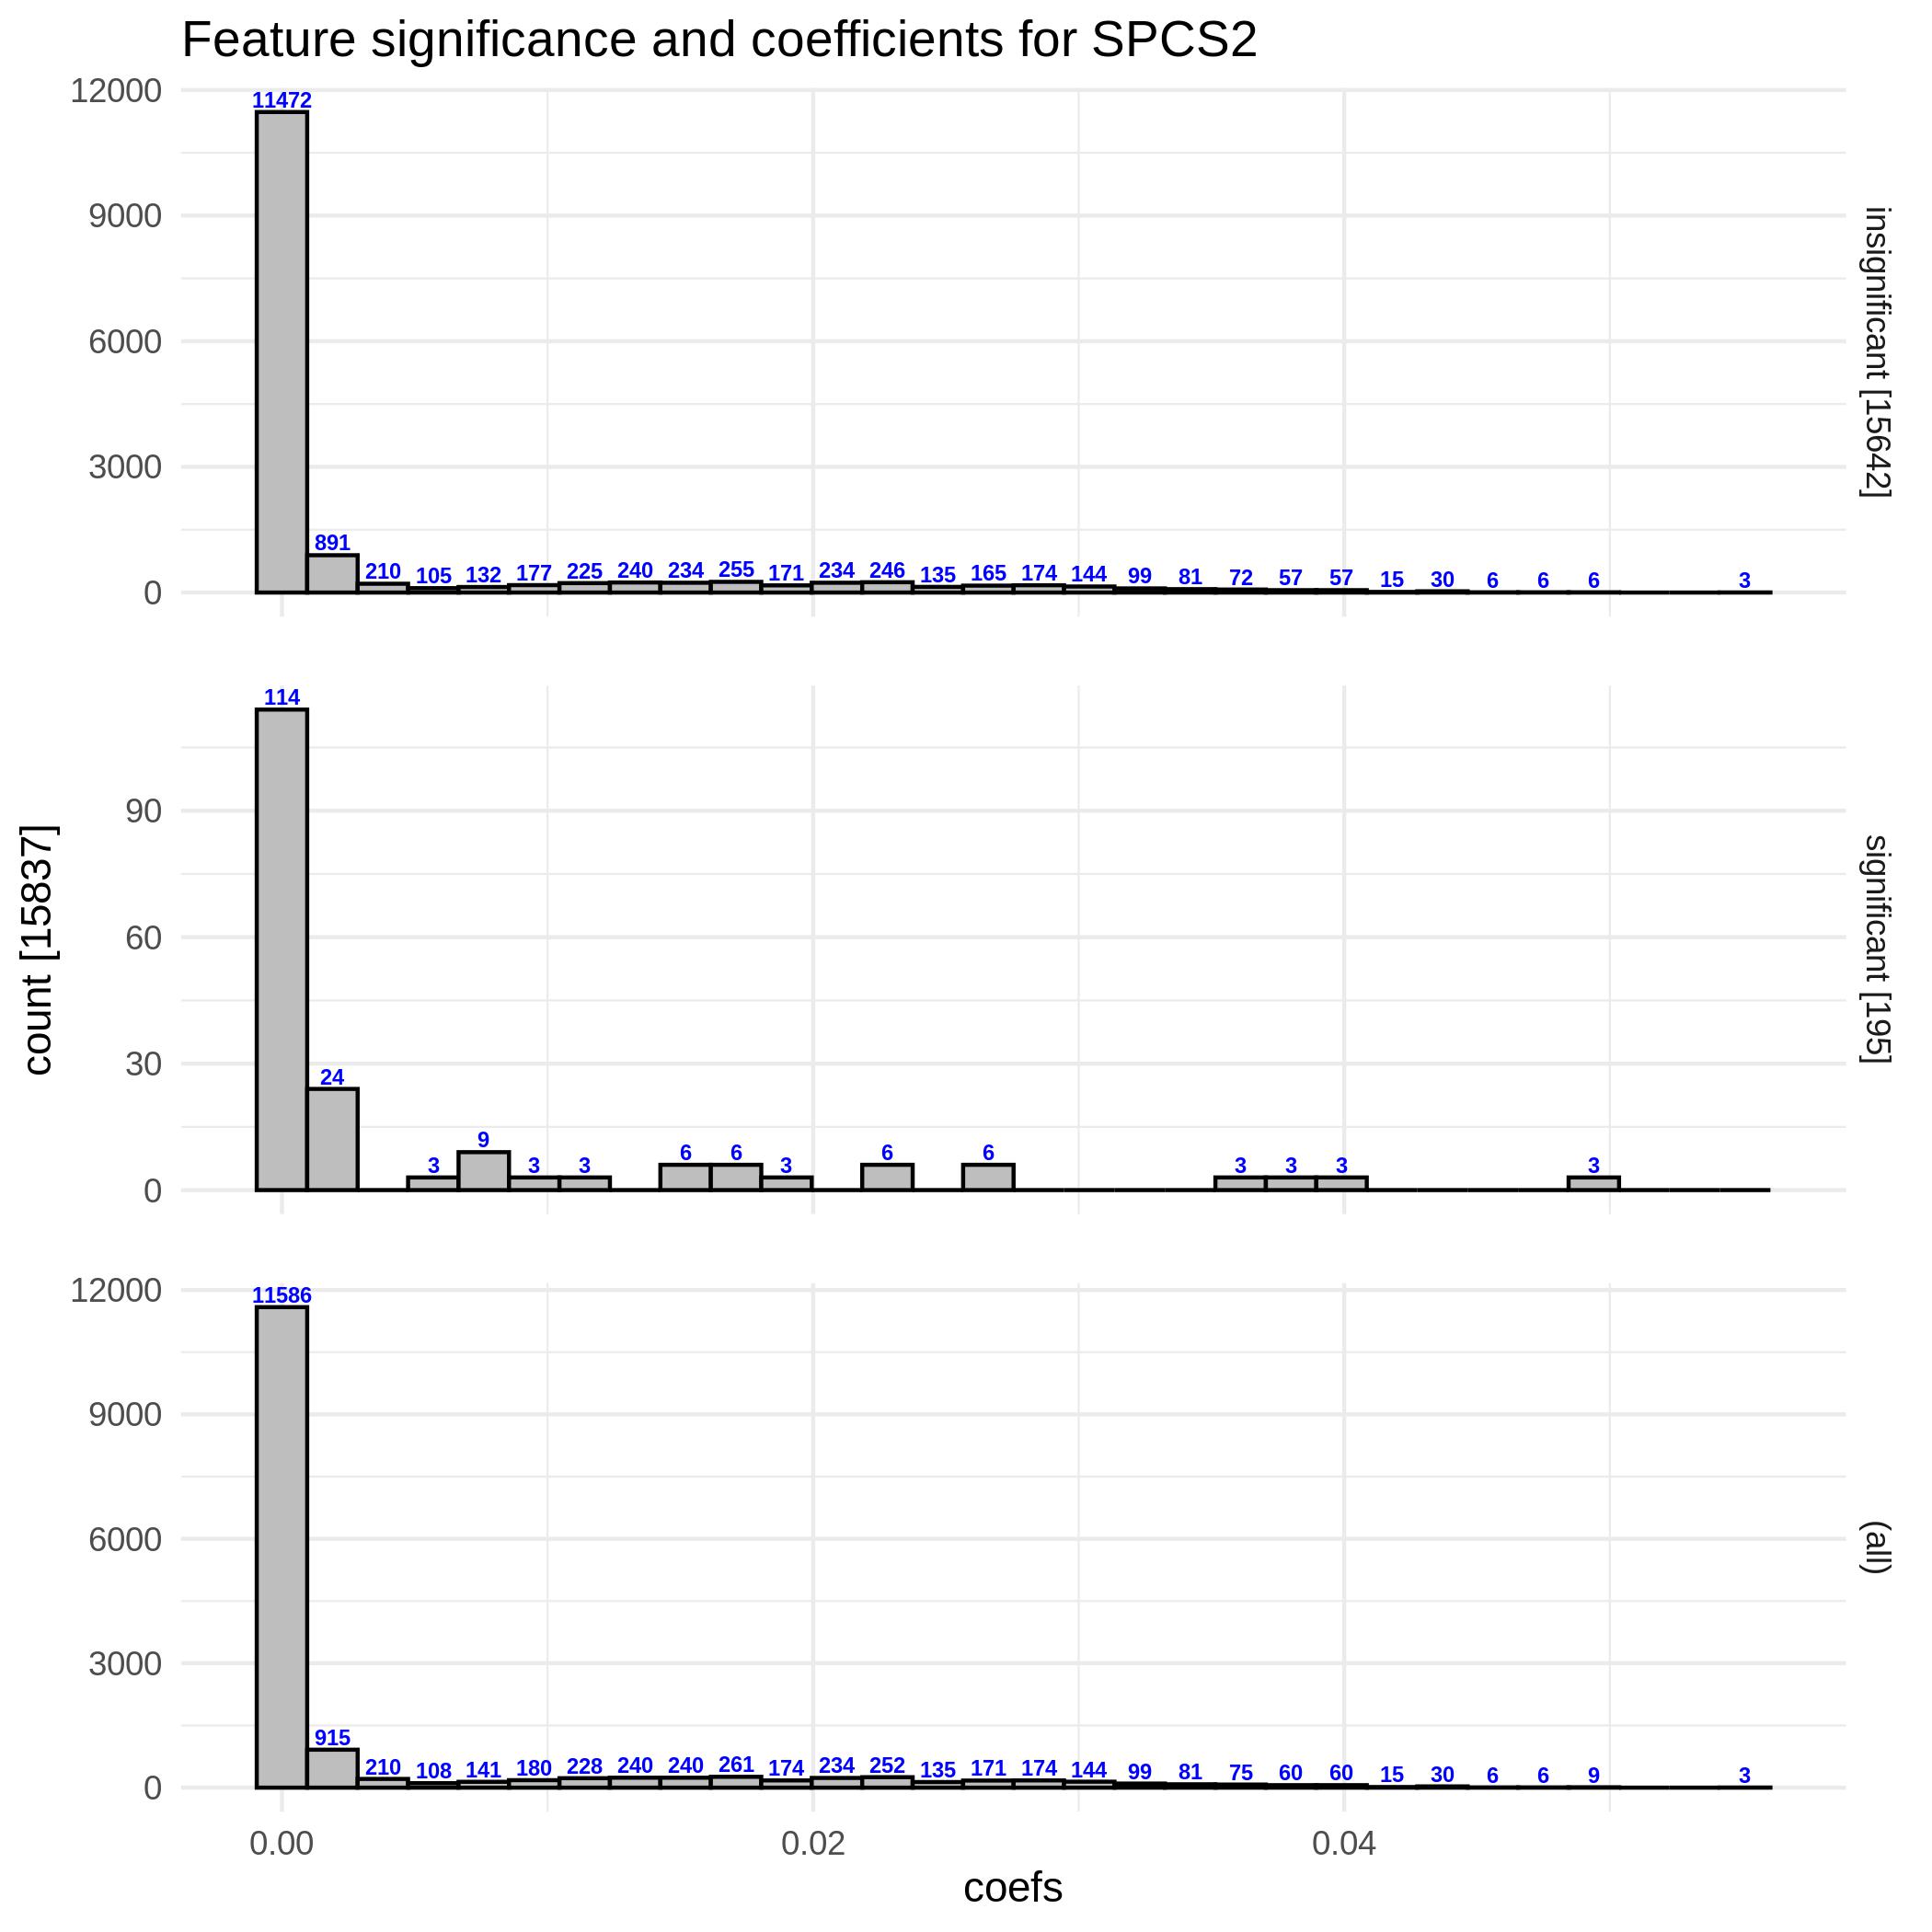 Feature significance and coefficients for SPCS2
12000
9000
6000
3000
0
11472
891
210 105 132 177 225 240 234 255 171 234 246 135 165 174 144 99 81 72 57 57 15 30 6 6 6 3
insignificant [15642]
count [15837]
90
60
30
0
114
24
3 9 3 3 6 6 3 6 6 3 3 3 3
significant [195]
12000
9000
6000
3000
0
11586
915
210 108 141 180 228 240 240 261 174 234 252 135 171 174 144 99 81 75 60 60 15 30 6 6 9 3
(all)
0.00 0.02 0.04
coefs